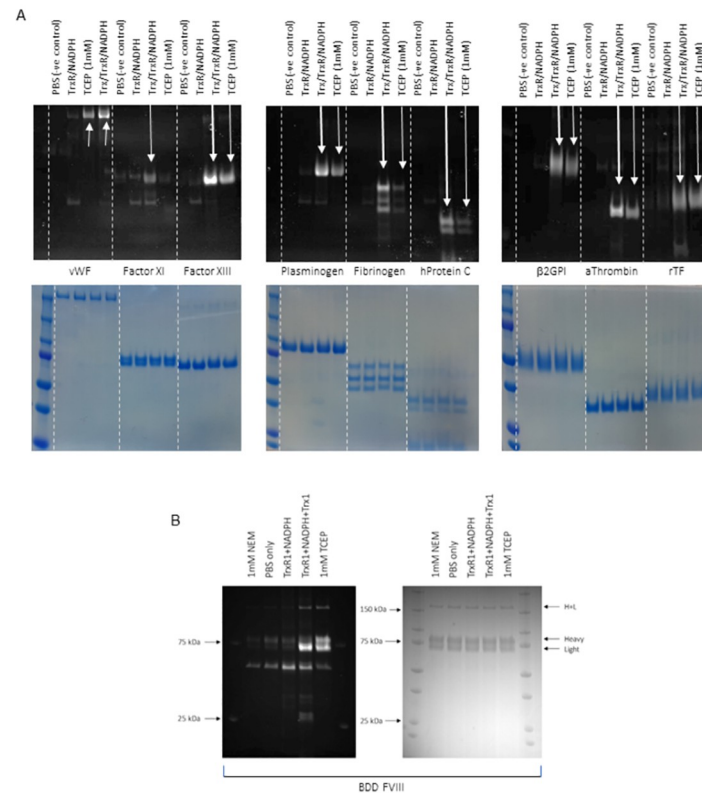 A
PBS (-ve control)
TrxR/NADPH
TCEP (1mM)
Trx/TrxR/NADPH
PBS (-ve control)
TrxR/NADPH
Trx/TrxR/NADPH
TCEP (1mM)
PBS (-ve control)
TrxR/NADPH
Trx/TrxR/NADPH
TCEP (1mM)
PBS (-ve control)
TrxR/NADPH
Trx/TrxR/NADPH
TCEP (1mM)
PBS (-ve control)
TrxR/NADPH
Trx/TrxR/NADPH
TCEP (1mM)
PBS (-ve control)
TrxR/NADPH
Trx/TrxR/NADPH
TCEP (1mM)
PBS (-ve control)
TrxR/NADPH
Trx/TrxR/NADPH
TCEP (1mM)
PBS (-ve control)
TrxR/NADPH
Trx/TrxR/NADPH
TCEP (1mM)
PBS (-ve control)
TrxR/NADPH
Trx/TrxR/NADPH
TCEP (1mM)
vWF Factor XI Factor XIII
Plasminogen Fibrinogen hProtein C
β2GPI aThrombin rTF
B
1mM NEM
PBS only
TrxR1+NADPH
TrxR1+NADPH+Trx1
1mM TCEP
1mM NEM
PBS only
TrxR1+NADPH
TrxR1+NADPH+Trx1
1mM TCEP
75 kDa
25 kDa
150 kDa
75 kDa
25 kDa
H+L
Heavy
Light
BDD FVIII